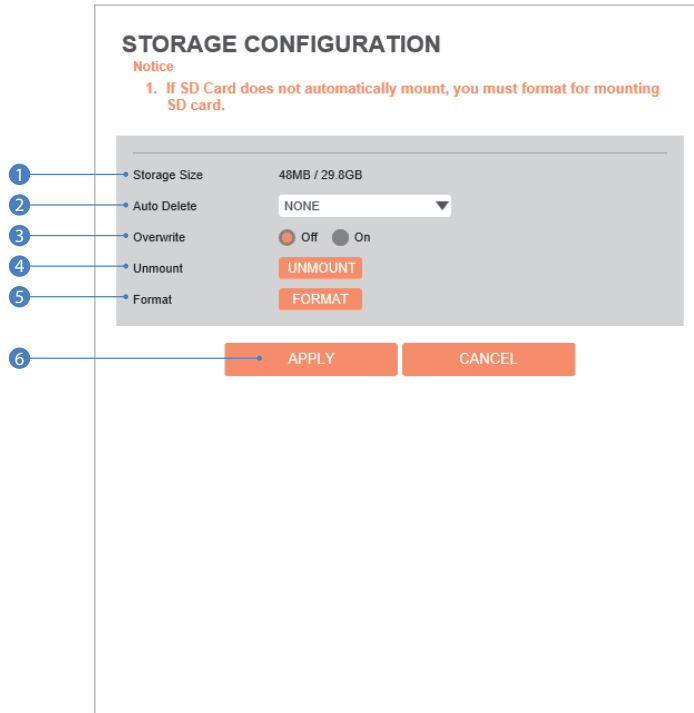 STORAGE CONFIGURATION
Notice
1. If SD Card does not automatically mount, you must format for mounting
SD card.
1 Storage Size 48MB / 29.8GB
2 Auto Delete NONE
3 Overwrite Off On
4 Unmount UNMOUNT
5 Format FORMAT
6 APPLY CANCEL